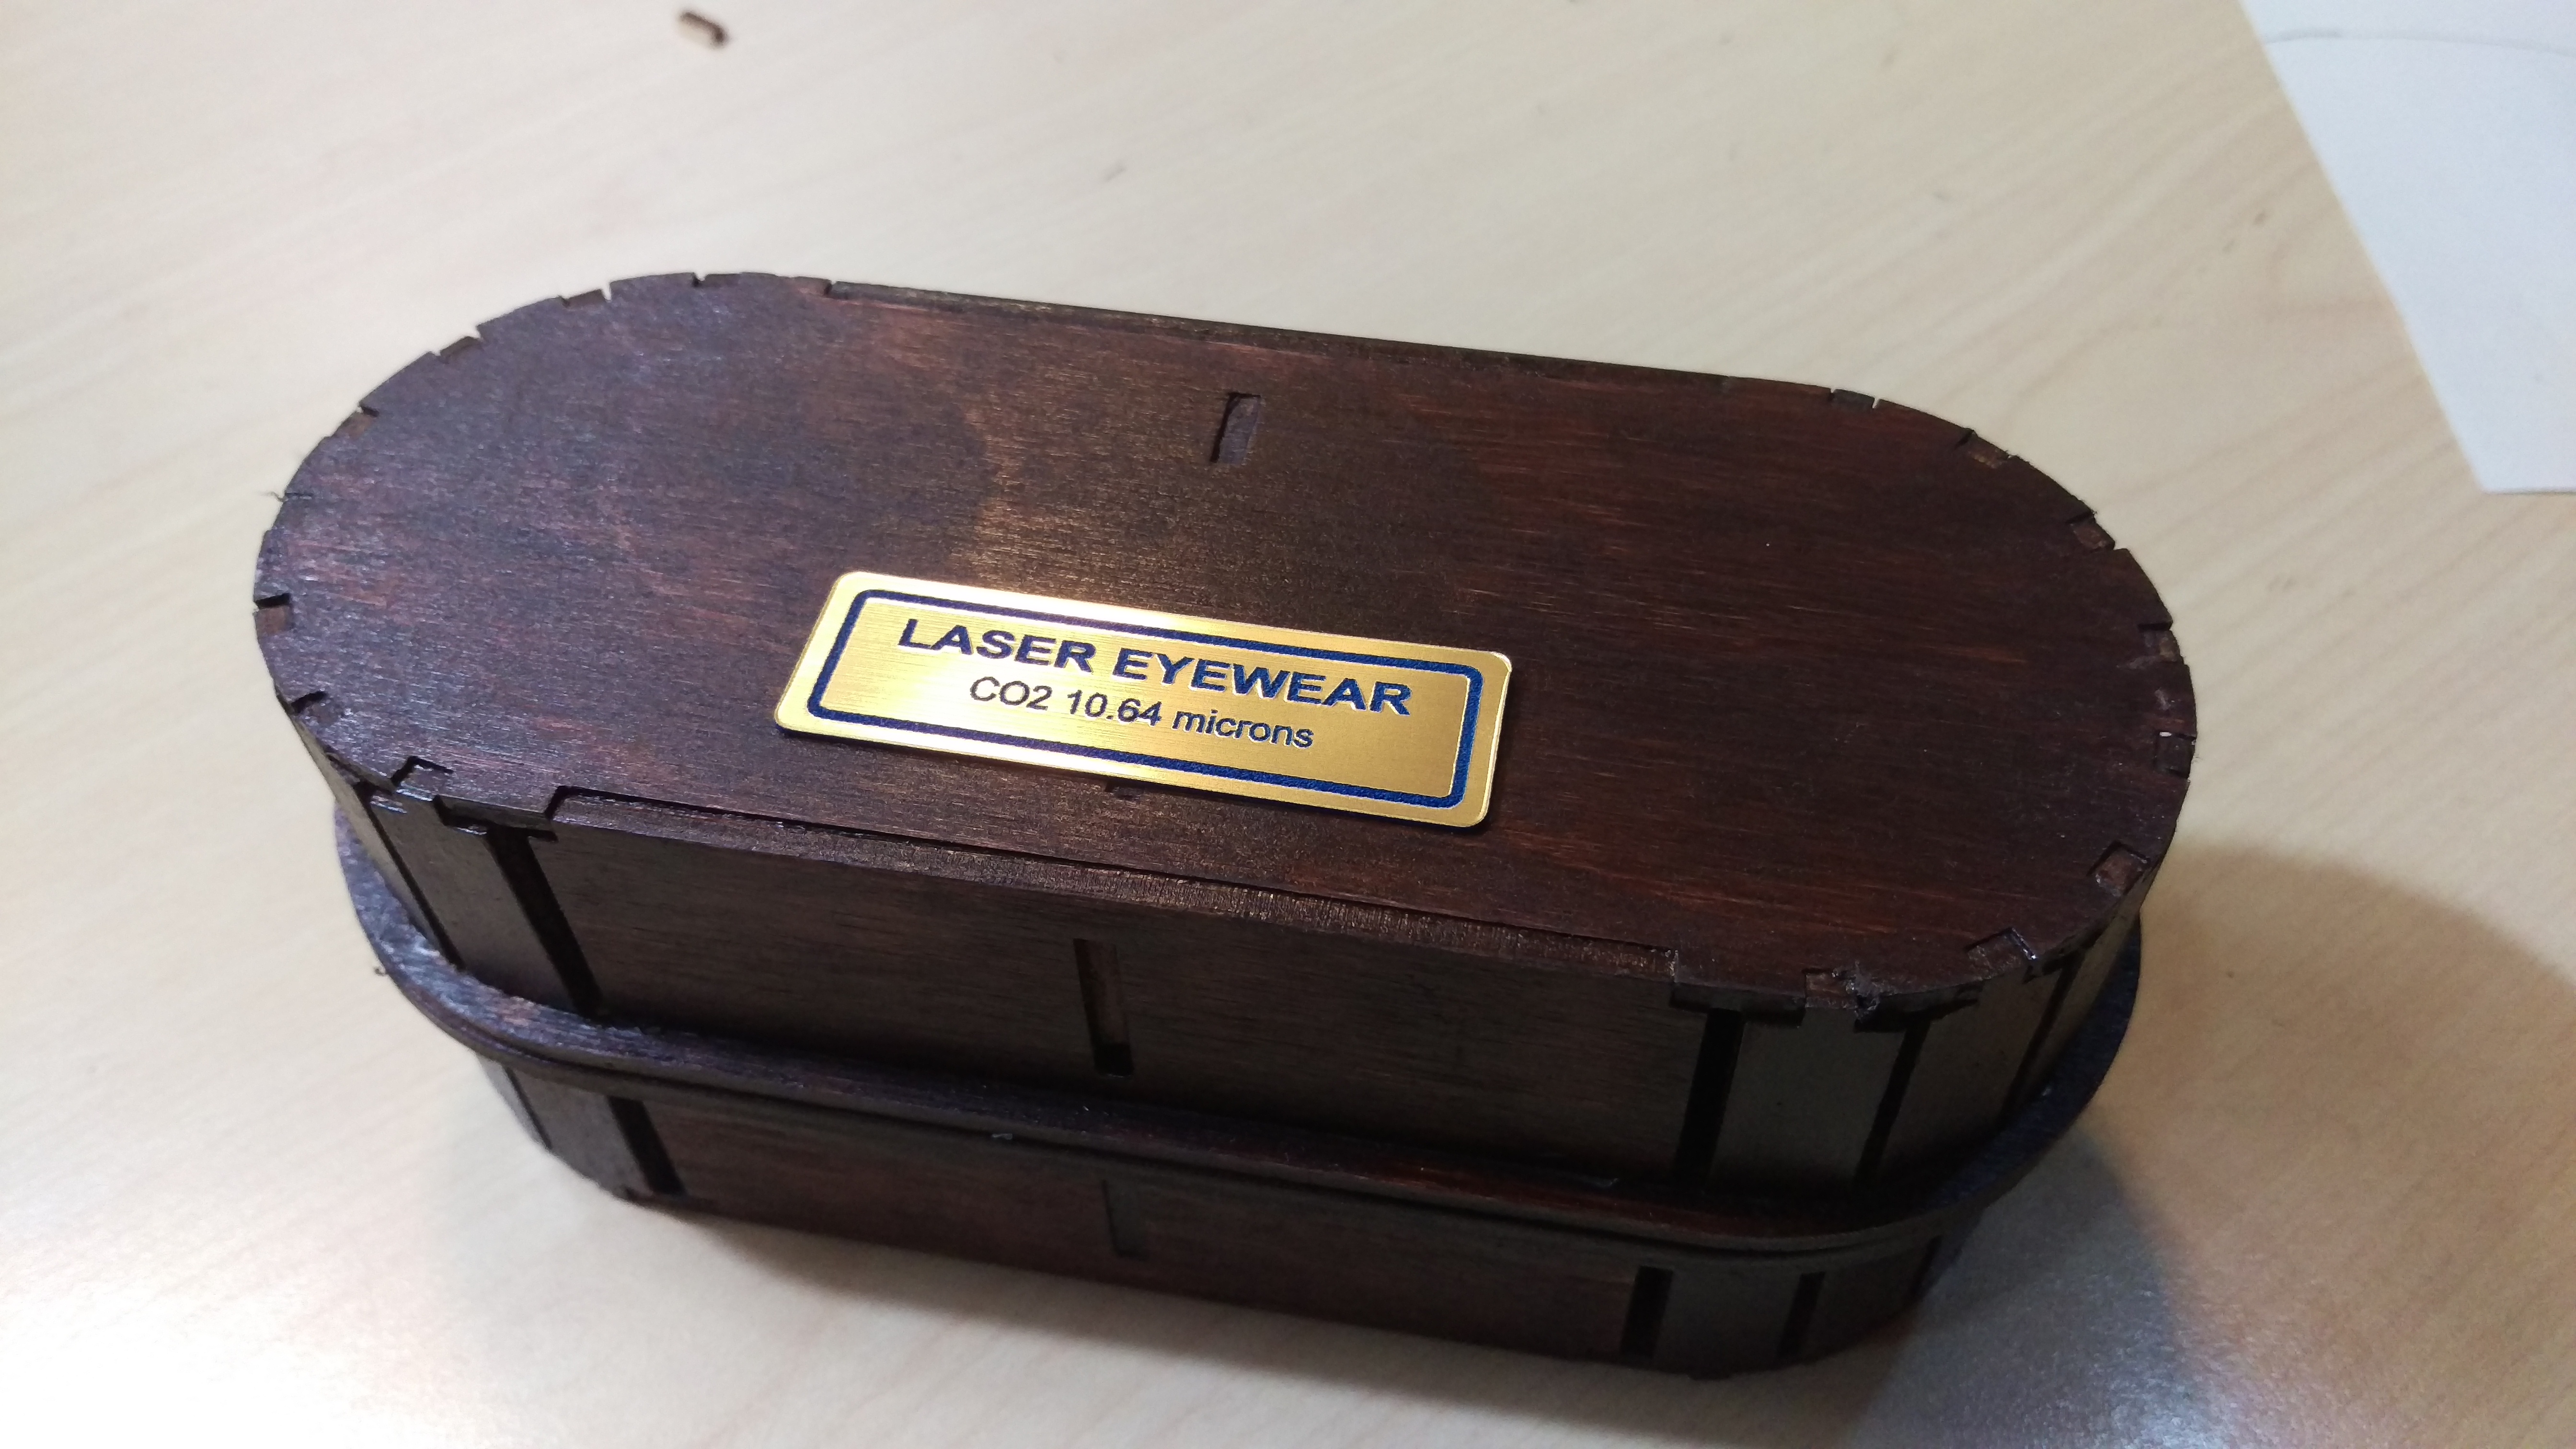 LASER EYEWEAR
CO2 10.64 microns